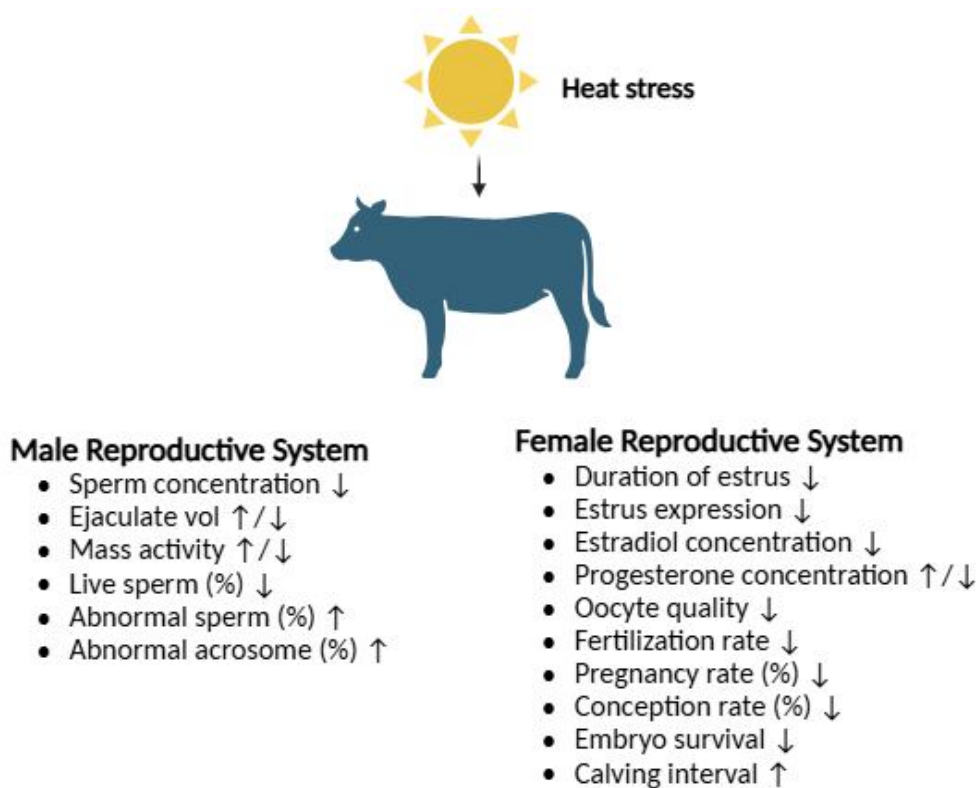 Heat stress
Male Reproductive System
• Sperm concentration ↓
• Ejaculate vol ↑/↓
• Mass activity ↑/↓
• Live sperm (%) ↓
• Abnormal sperm (%) ↑
• Abnormal acrosome (%) ↑
Female Reproductive System
• Duration of estrus ↓
• Estrus expression ↓
• Estradiol concentration ↓
• Progesterone concentration ↑/↓
• Oocyte quality ↓
• Fertilization rate ↓
• Pregnancy rate (%) ↓
• Conception rate (%) ↓
• Embryo survival ↓
• Calving interval ↑